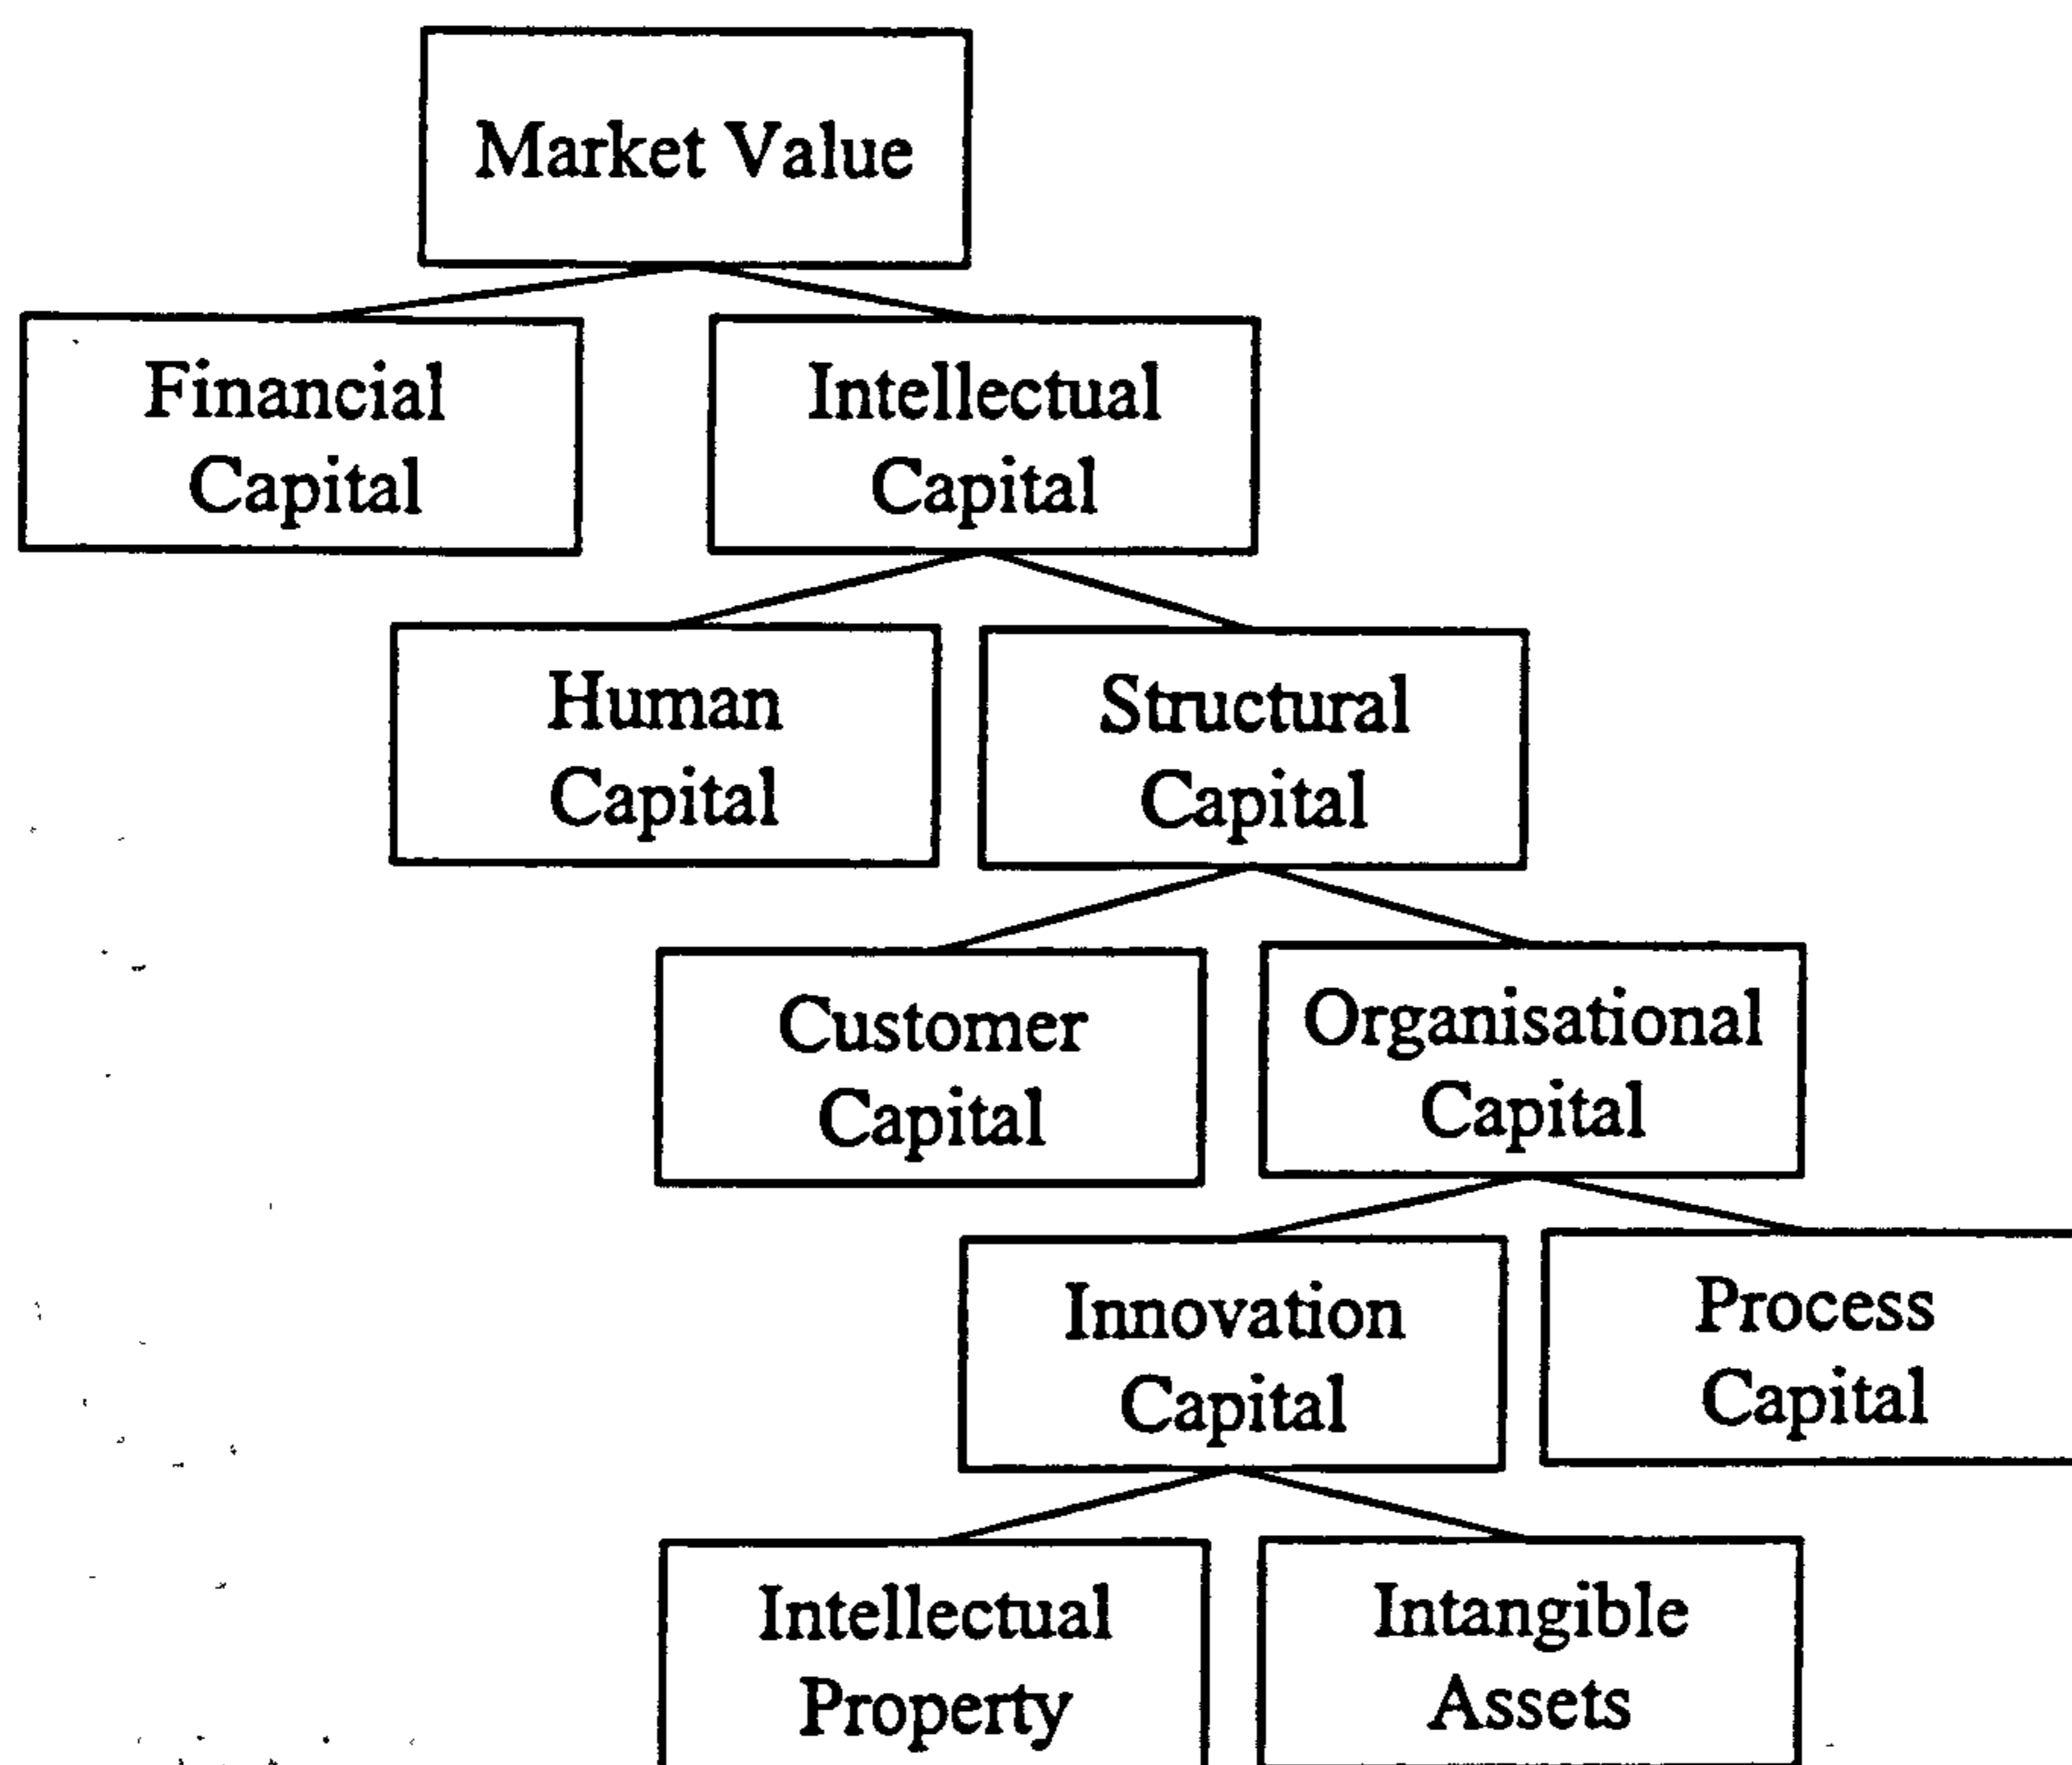 Market Value
Financial
Capital
Intellectual
Capital
Human
Capital
Structural
Capital
Customer
Capital
Organisational
Capital
Innovation
Capital
Process
Capital
Intellectual
Property
Intangible
Assets